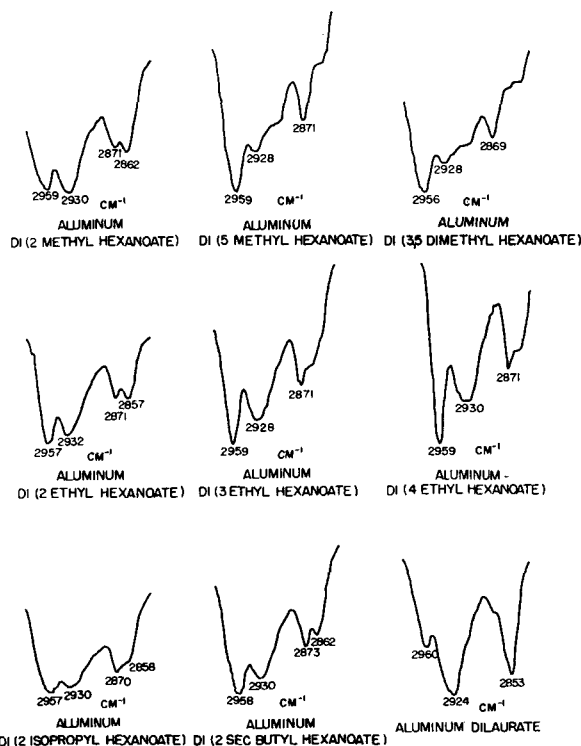 2959 2930 CM⁻¹ 2871 2862
ALUMINUM
DI (2 METHYL HEXANOATE)
2959 2928 CM⁻¹ 2871
ALUMINUM
DI (5 METHYL HEXANOATE)
2956 2928 CM⁻¹ 2869
ALUMINUM
DI (3,5 DIMETHYL HEXANOATE)
2957 2932 CM⁻¹ 2871 2857
ALUMINUM
DI (2 ETHYL HEXANOATE)
2959 2928 CM⁻¹ 2871
ALUMINUM
DI (3 ETHYL HEXANOATE)
2959 2930 CM⁻¹ 2871
ALUMINUM -
DI (4 ETHYL HEXANOATE)
2957 2930 CM⁻¹ 2870 2858
ALUMINUM
DI (2 ISOPROPYL HEXANOATE)
2958 2930 CM⁻¹ 2873 2862
ALUMINUM
DI (2 SEC BUTYL HEXANOATE)
2960 2924 CM⁻¹ 2853
ALUMINUM DILAURATE